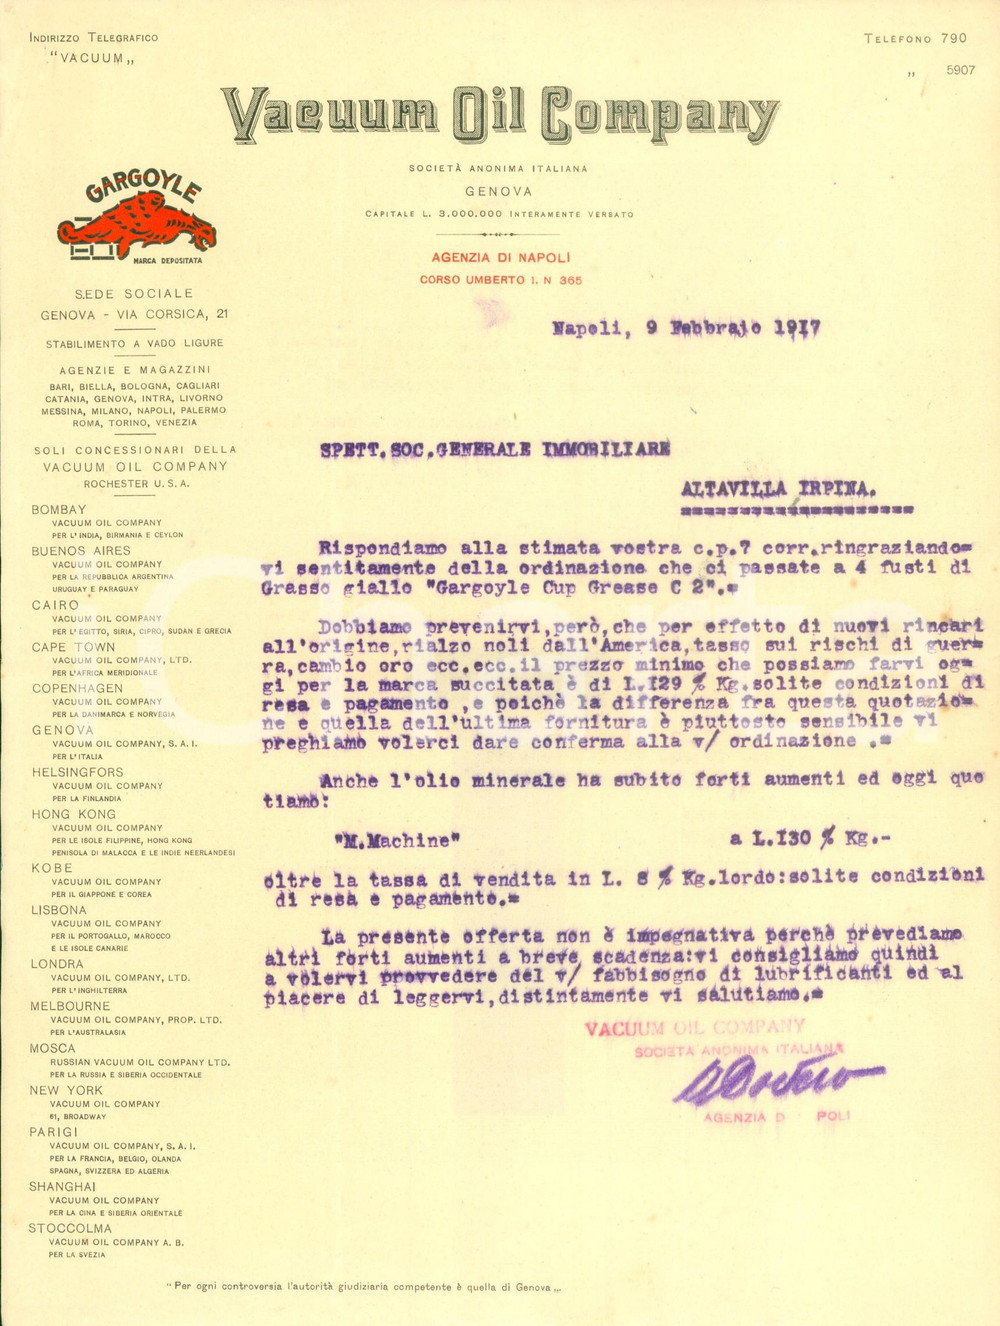 Indirizzo Telegrafico
"VACUUM„
Telefono 790
„ 5907
Vacuum Oil Company
SOCIETÀ ANONIMA ITALIANA
GENOVA
CAPITALE L. 3.000.000 INTERAMENTE VERSATO
AGENZIA DI NAPOLI
CORSO UMBERTO I. N 365
GARGOYLE
MARCA DEPOSITATA
SEDE SOCIALE
GENOVA - VIA CORSICA, 21
STABILIMENTO A VADO LIGURE
AGENZIE E MAGAZZINI
BARI, BIELLA, BOLOGNA, CAGLIARI
CATANIA, GENOVA, INTRA, LIVORNO
MESSINA, MILANO, NAPOLI, PALERMO
ROMA, TORINO, VENEZIA
SOLI CONCESSIONARI DELLA
VACUUM OIL COMPANY
ROCHESTER U.S.A.
BOMBAY
VACUUM OIL COMPANY
PER L'INDIA, BIRMANIA E CEYLON
BUENOS AIRES
VACUUM OIL COMPANY
PER LA REPUBBLICA ARGENTINA
URUGUAY E PARAGUAY
CAIRO
VACUUM OIL COMPANY
PER L'EGITTO, SIRIA, CIPRO, SUDAN E GRECIA
CAPE TOWN
VACUUM OIL COMPANY, LTD.
PER L'AFRICA MERIDIONALE
COPENHAGEN
VACUUM OIL COMPANY
PER LA DANIMARCA E NORVEGIA
GENOVA
VACUUM OIL COMPANY, S.A.I.
PER L'ITALIA
HELSINGFORS
VACUUM OIL COMPANY
PER LA FINLANDIA
HONG KONG
VACUUM OIL COMPANY
PER LE ISOLE FILIPPINE, HONG KONG
PENISOLA DI MALACCA E LE INDIE NEERLANDESI
KOBE
VACUUM OIL COMPANY
PER IL GIAPPONE E COREA
LISBONA
VACUUM OIL COMPANY
PER IL PORTOGALLO, MAROCCO
E LE ISOLE CANARIE
LONDRA
VACUUM OIL COMPANY, LTD.
PER L'INGHILTERRA
MELBOURNE
VACUUM OIL COMPANY, PROP. LTD.
PER L'AUSTRALASIA
MOSCA
RUSSIAN VACUUM OIL COMPANY LTD.
PER LA RUSSIA E SIBERIA OCCIDENTALE
NEW YORK
VACUUM OIL COMPANY
61, BROADWAY
PARIGI
VACUUM OIL COMPANY, S.A.I.
PER LA FRANCIA, BELGIO, OLANDA
SPAGNA, SVIZZERA ED ALGERIA
SHANGHAI
VACUUM OIL COMPANY
PER LA CINA E SIBERIA ORIENTALE
STOCCOLMA
VACUUM OIL COMPANY A. B.
PER LA SVEZIA
Napoli, 9 Febbraio 1917
SPETT.SOC.GENERALE IMMOBILIARE
ALTAVILLA IRPINA.
Rispondiamo alla stimata vostra c.p.7 corr.ringraziando=
vi sentitamente della ordinazione che ci passate a 4 fusti di
Grasso giallo "Gargoyle Cup Grease C 2".=
Dobbiamo prevenirvi,però,che per effetto di nuovi rincari
all'origine,rialzo noli dall'America,tasso sui rischi di guer=
ra,cambio oro ecc.ecc.il prezzo minimo che possiamo farvi og=
gi per la marca succitata è di L.129 % Kg.solite condizioni di
resa e pagamento ,e poichè la differenza fra questa quotazio=
ne e quella dell'ultima fornitura è piuttosto sensibile vi
preghiamo volerci dare conferma alla v/ ordinazione .=
Anche l'olio minerale ha subito forti aumenti ed oggi quo
tiamo:
"M.Machine" a L.130 % Kg.-
oltre la tassa di vendita in L. 8 % Kg.lordo:solite condizioni
di resa e pagamento.=
La presente offerta non è impegnativa perchè prevediamo
altri forti aumenti a breve scadenza:vi consigliamo quindi
a volervi provvedere del v/ fabbisogno di lubrificanti ed al
piacere di leggervi,distintamente vi salutiamo.=
VACUUM OIL COMPANY
SOCIETÀ ANONIMA ITALIANA
AGENZIA D POLI
"Per ogni controversia l'autorità giudiziaria competente è quella di Genova„.